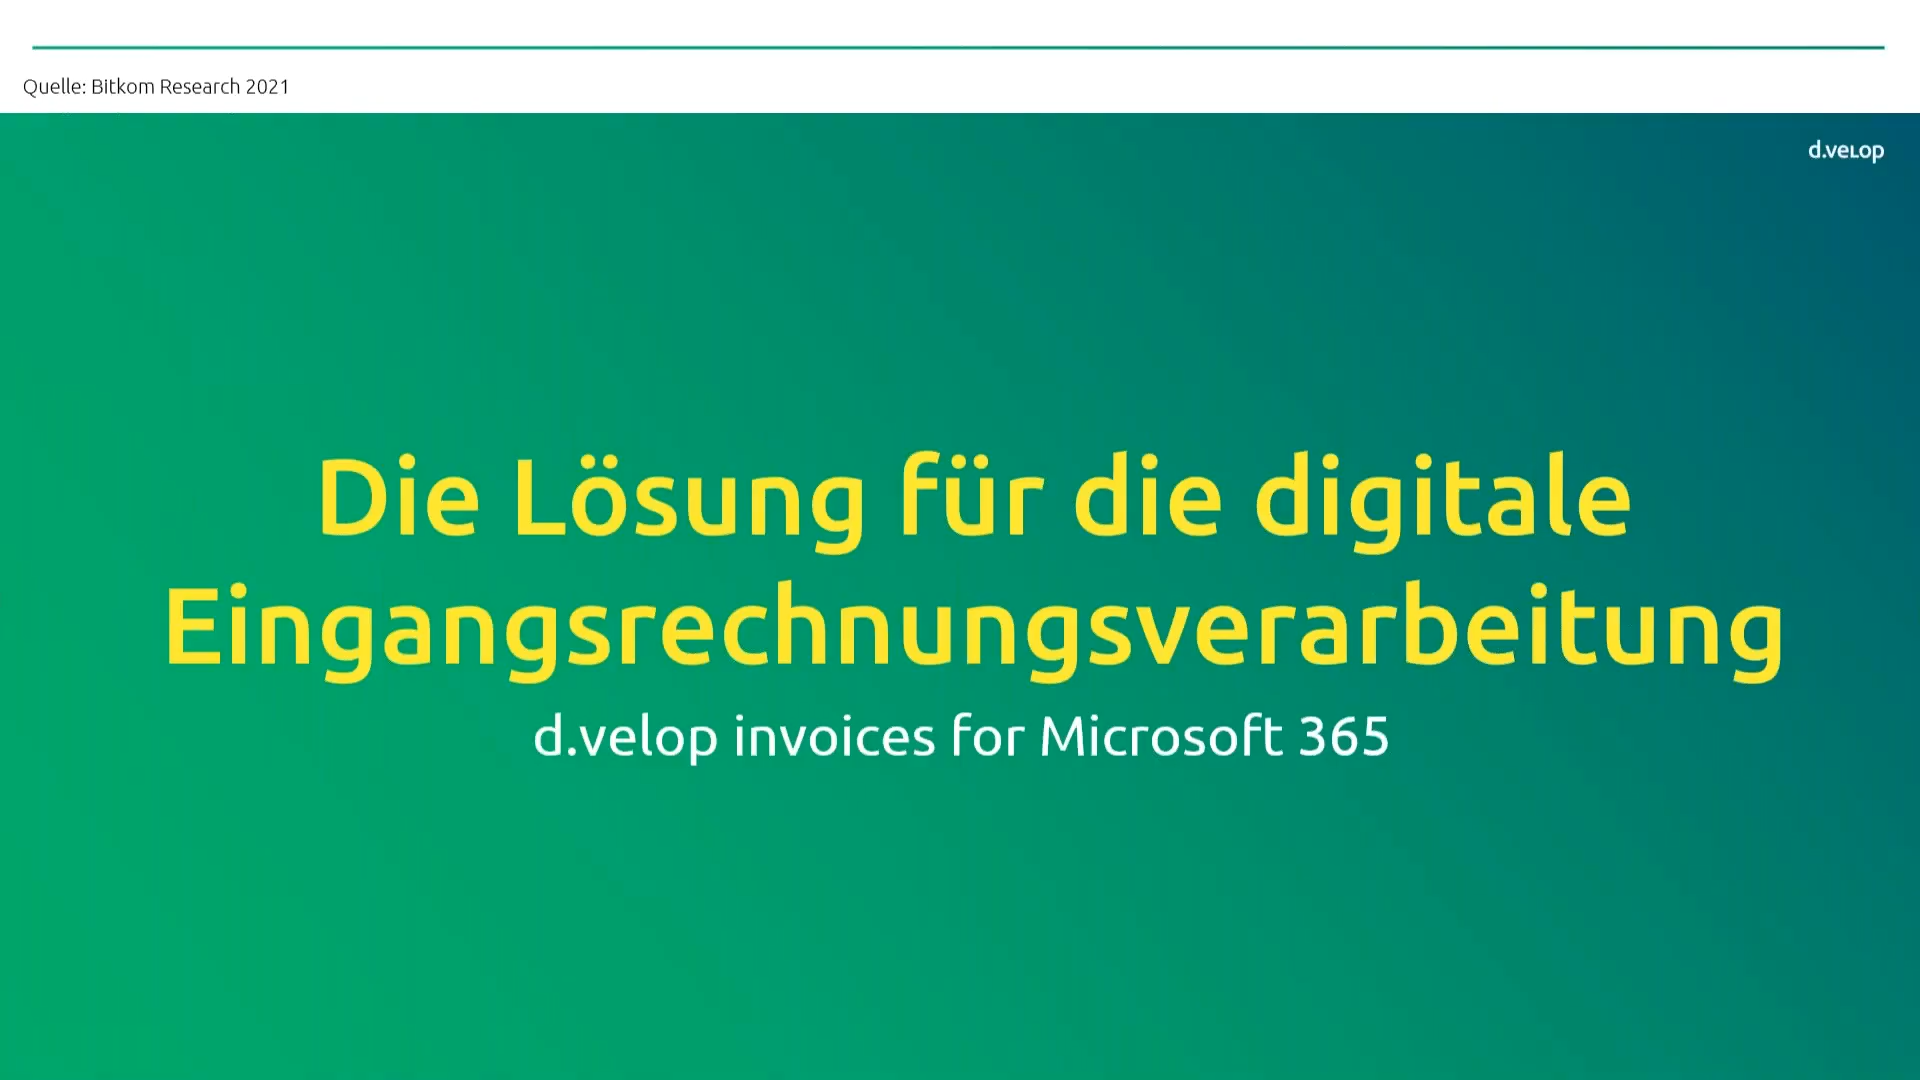 Quelle: Bitkom Research 2021
d.velop
Die Lösung für die digitale
Eingangsrechnungsverarbeitung
d.velop invoices for Microsoft 365